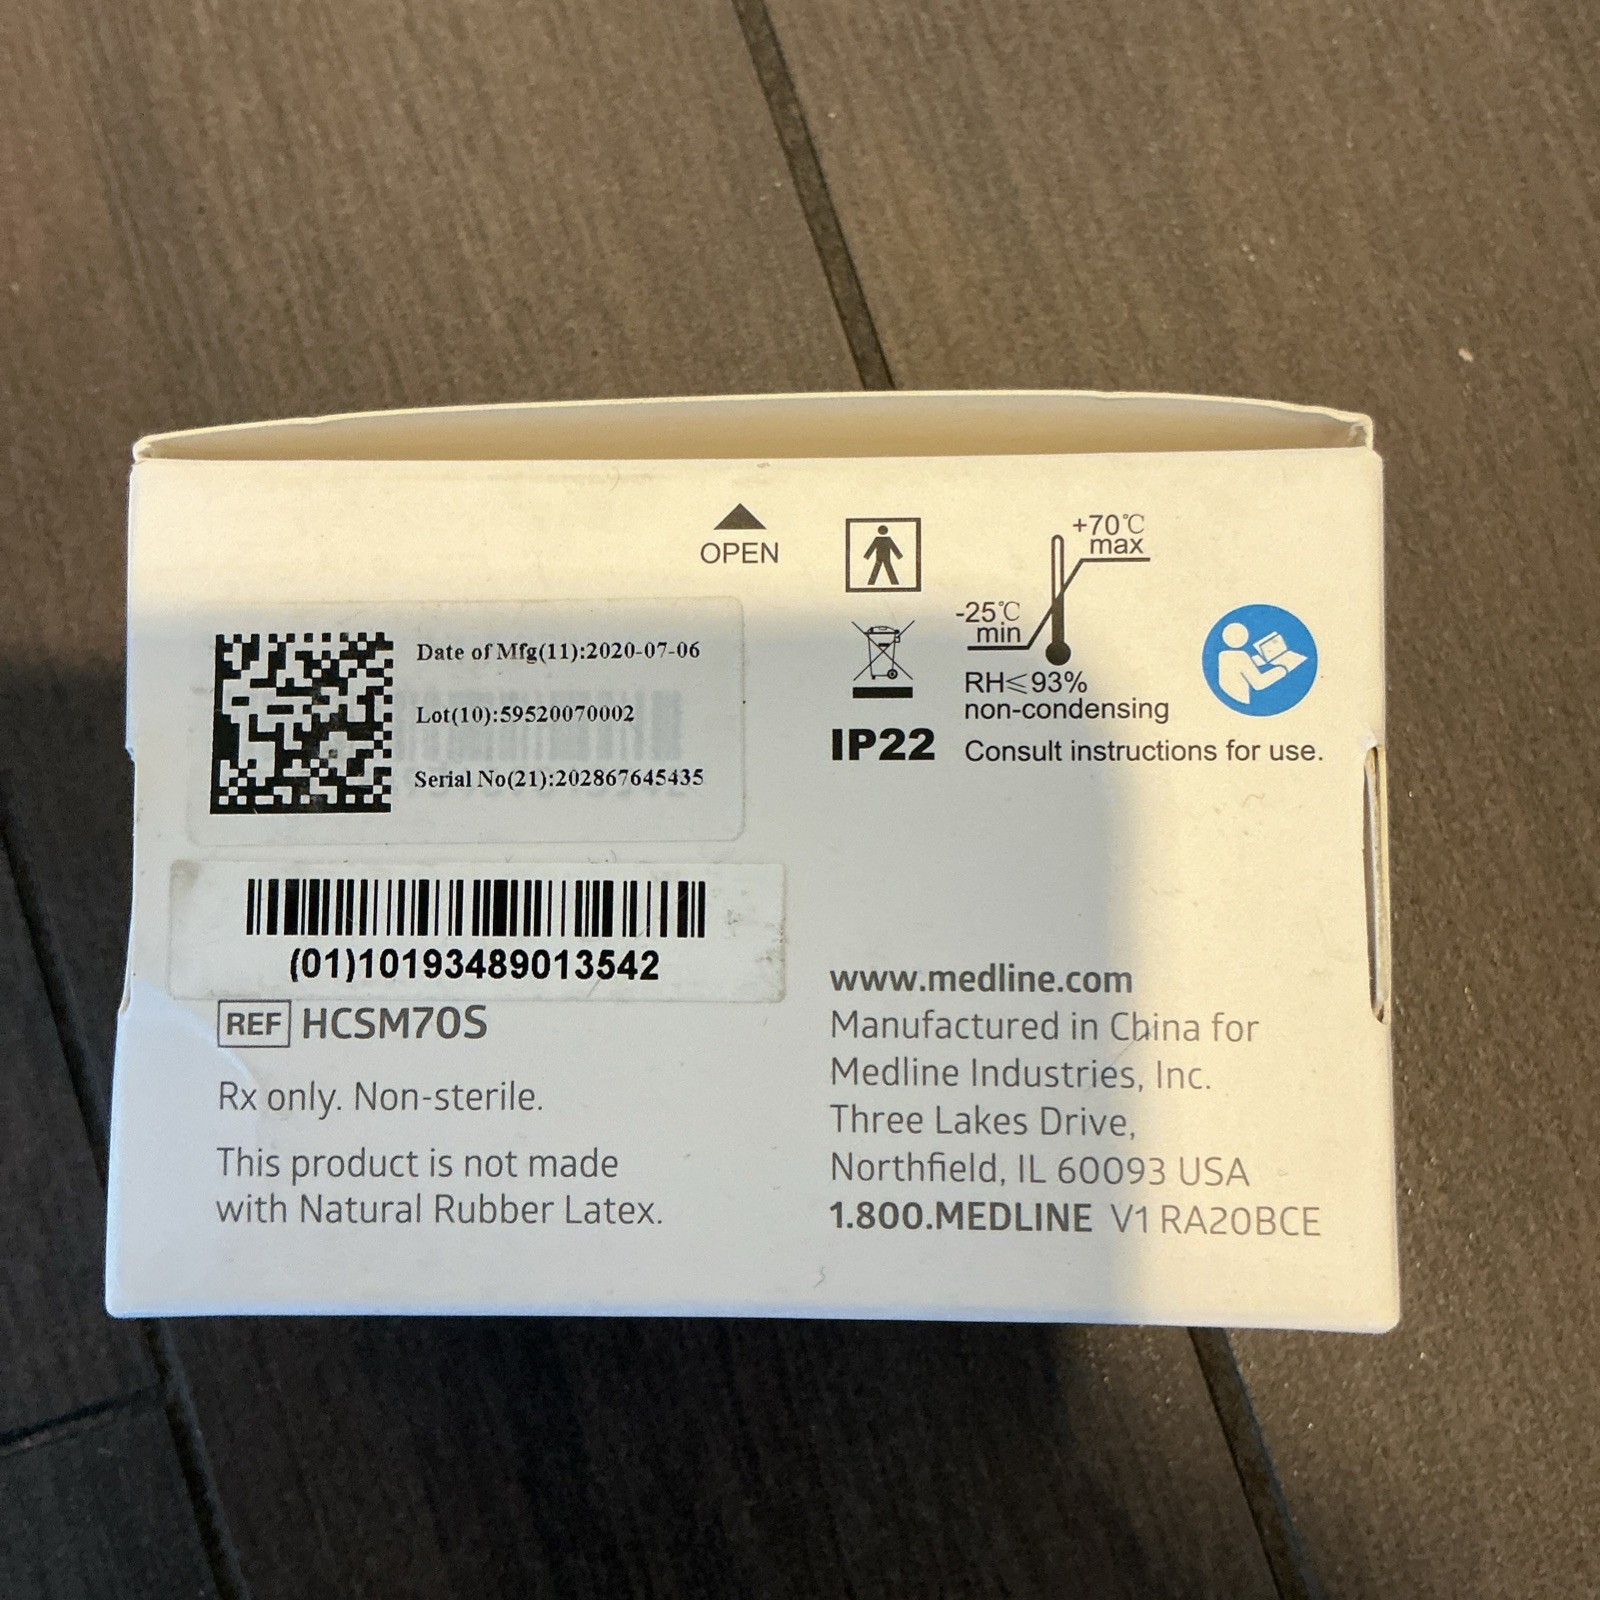 OPEN
+70℃
max
-25℃
min
RH≤93%
non-condensing
IP22
Consult instructions for use.
Date of Mfg(11):2020-07-06
Lot(10):59520070002
Serial No(21):202867645435
(01)10193489013542
REF HCSM70S
Rx only. Non-sterile.
This product is not made
with Natural Rubber Latex.
www.medline.com
Manufactured in China for
Medline Industries, Inc.
Three Lakes Drive,
Northfield, IL 60093 USA
1.800.MEDLINE V1 RA20BCE